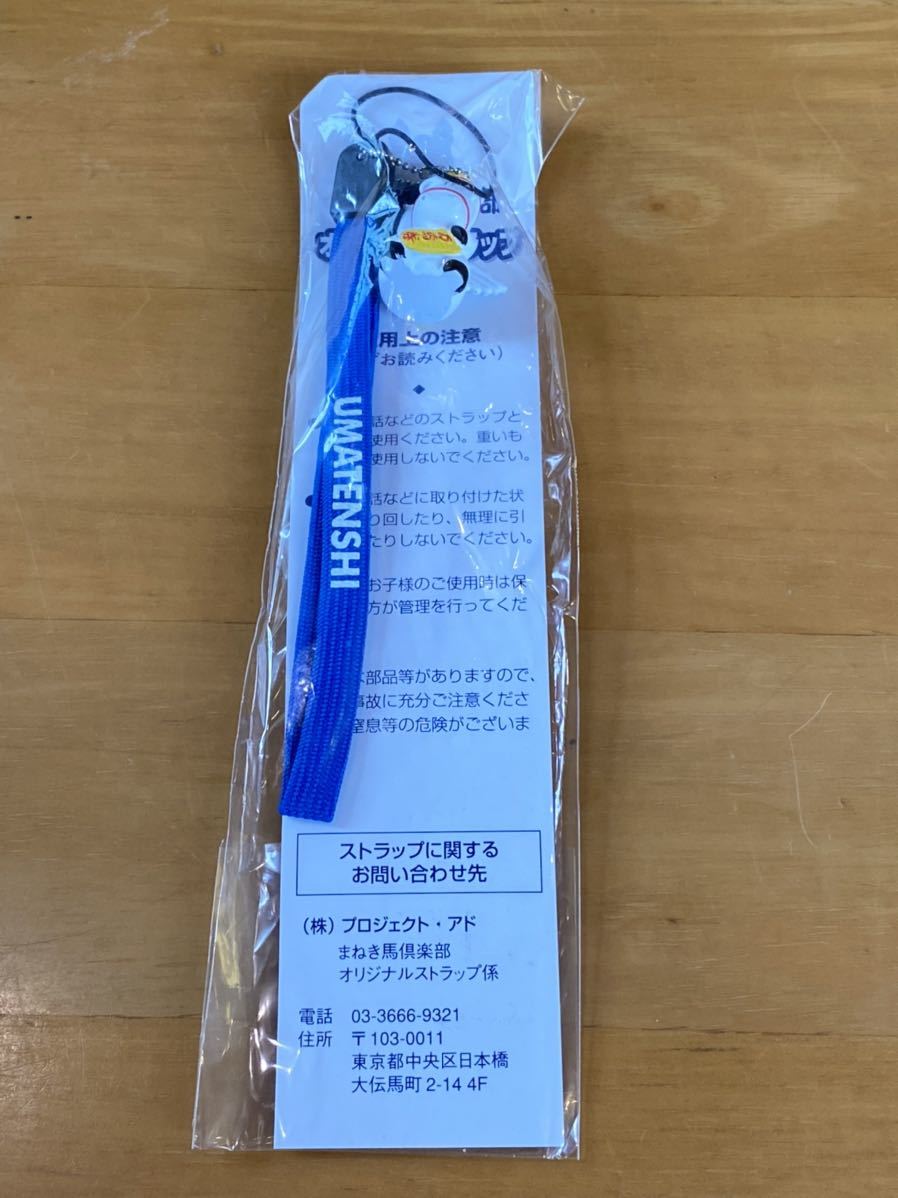 部
用上の注意
お読みください）
話などのストラップと
使用ください。重いも
使用しないでください。
話などに取り付けた状
り回したり、無理に引
たりしないでください。
お子様のご使用時は保
方が管理を行ってくだ
部品等がありますので、
事故に充分ご注意くださ
窒息等の危険がございま
UMATENSHI
ストラップに関する
お問い合わせ先
（株）プロジェクト・アド
まねき馬倶楽部
オリジナルストラップ係
電話 03-3666-9321
住所 〒103-0011
東京都中央区日本橋
大伝馬町 2-14 4F